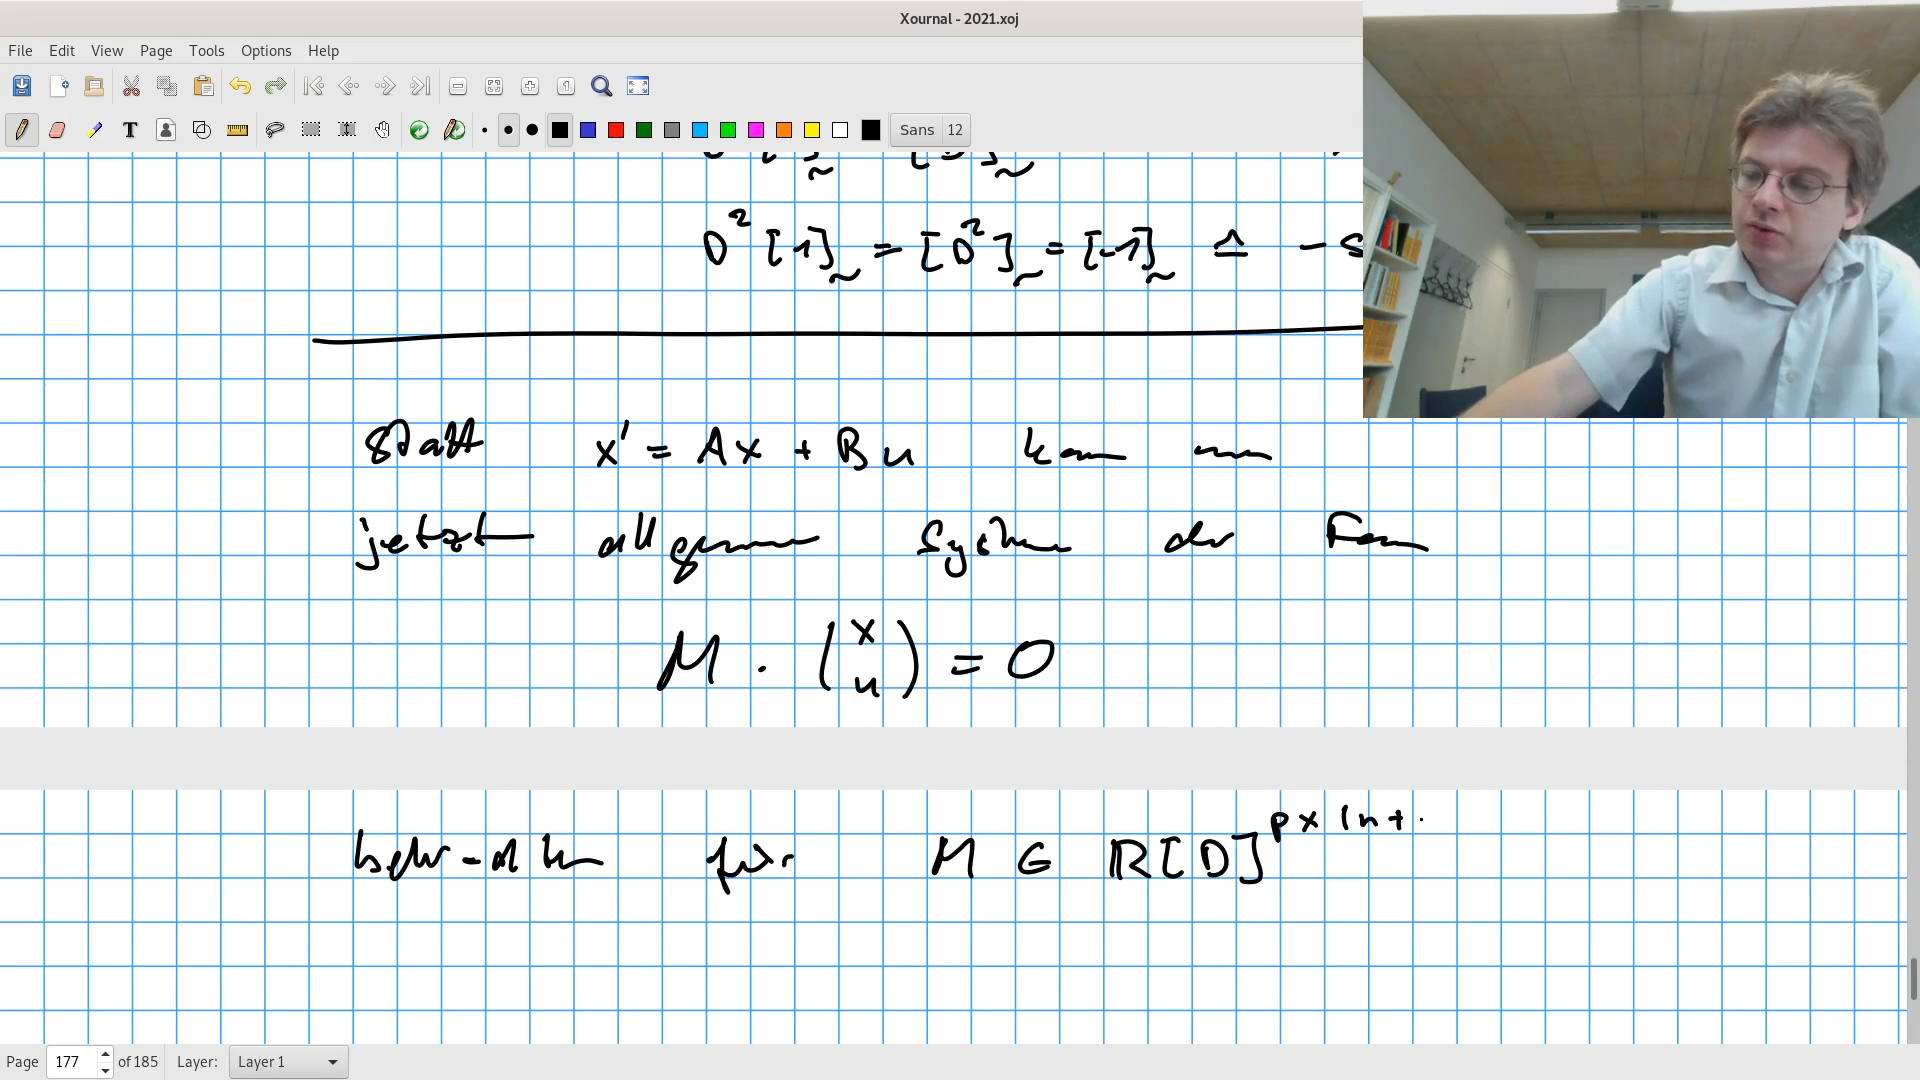 Xournal - 2021.xoj
File Edit View Page Tools Options Help
Sans 12
D² [1]~ = [D²]~ = [-1]~ ≙ -s
statt x' = Ax + Bu kann man
jetzt allgemeine Systeme der Form
M · (x u) = 0
betrachten für M ∈ ℝ[D]^{p×(n+
Page 177 of 185 Layer: Layer 1